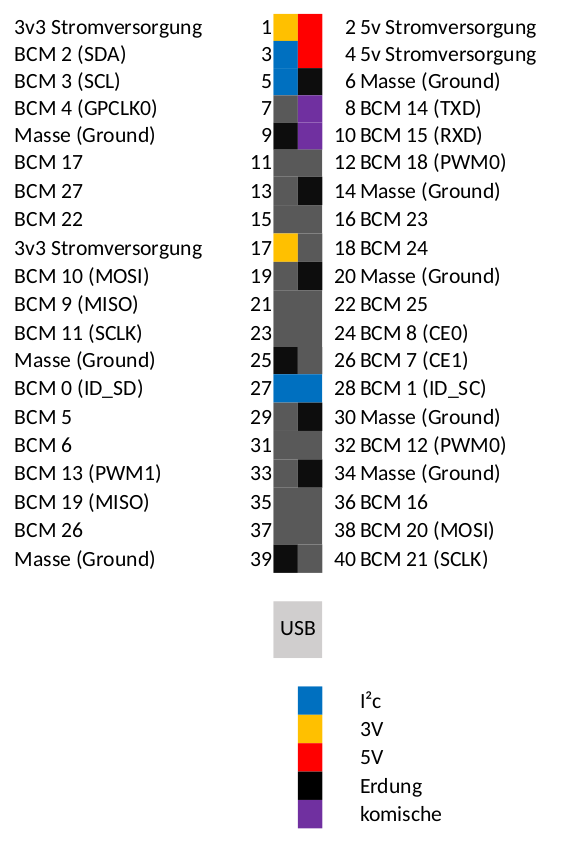 3v3 Stromversorgung 1 2 5v Stromversorgung
BCM 2 (SDA) 3 4 5v Stromversorgung
BCM 3 (SCL) 5 6 Masse (Ground)
BCM 4 (GPCLK0) 7 8 BCM 14 (TXD)
Masse (Ground) 9 10 BCM 15 (RXD)
BCM 17 11 12 BCM 18 (PWM0)
BCM 27 13 14 Masse (Ground)
BCM 22 15 16 BCM 23
3v3 Stromversorgung 17 18 BCM 24
BCM 10 (MOSI) 19 20 Masse (Ground)
BCM 9 (MISO) 21 22 BCM 25
BCM 11 (SCLK) 23 24 BCM 8 (CE0)
Masse (Ground) 25 26 BCM 7 (CE1)
BCM 0 (ID_SD) 27 28 BCM 1 (ID_SC)
BCM 5 29 30 Masse (Ground)
BCM 6 31 32 BCM 12 (PWM0)
BCM 13 (PWM1) 33 34 Masse (Ground)
BCM 19 (MISO) 35 36 BCM 16
BCM 26 37 38 BCM 20 (MOSI)
Masse (Ground) 39 40 BCM 21 (SCLK)
USB
I²c
3V
5V
Erdung
komische